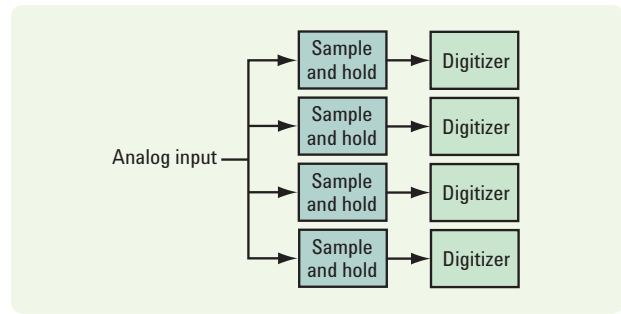 Sample
and hold
Digitizer
Sample
and hold
Digitizer
Analog input
Sample
and hold
Digitizer
Sample
and hold
Digitizer